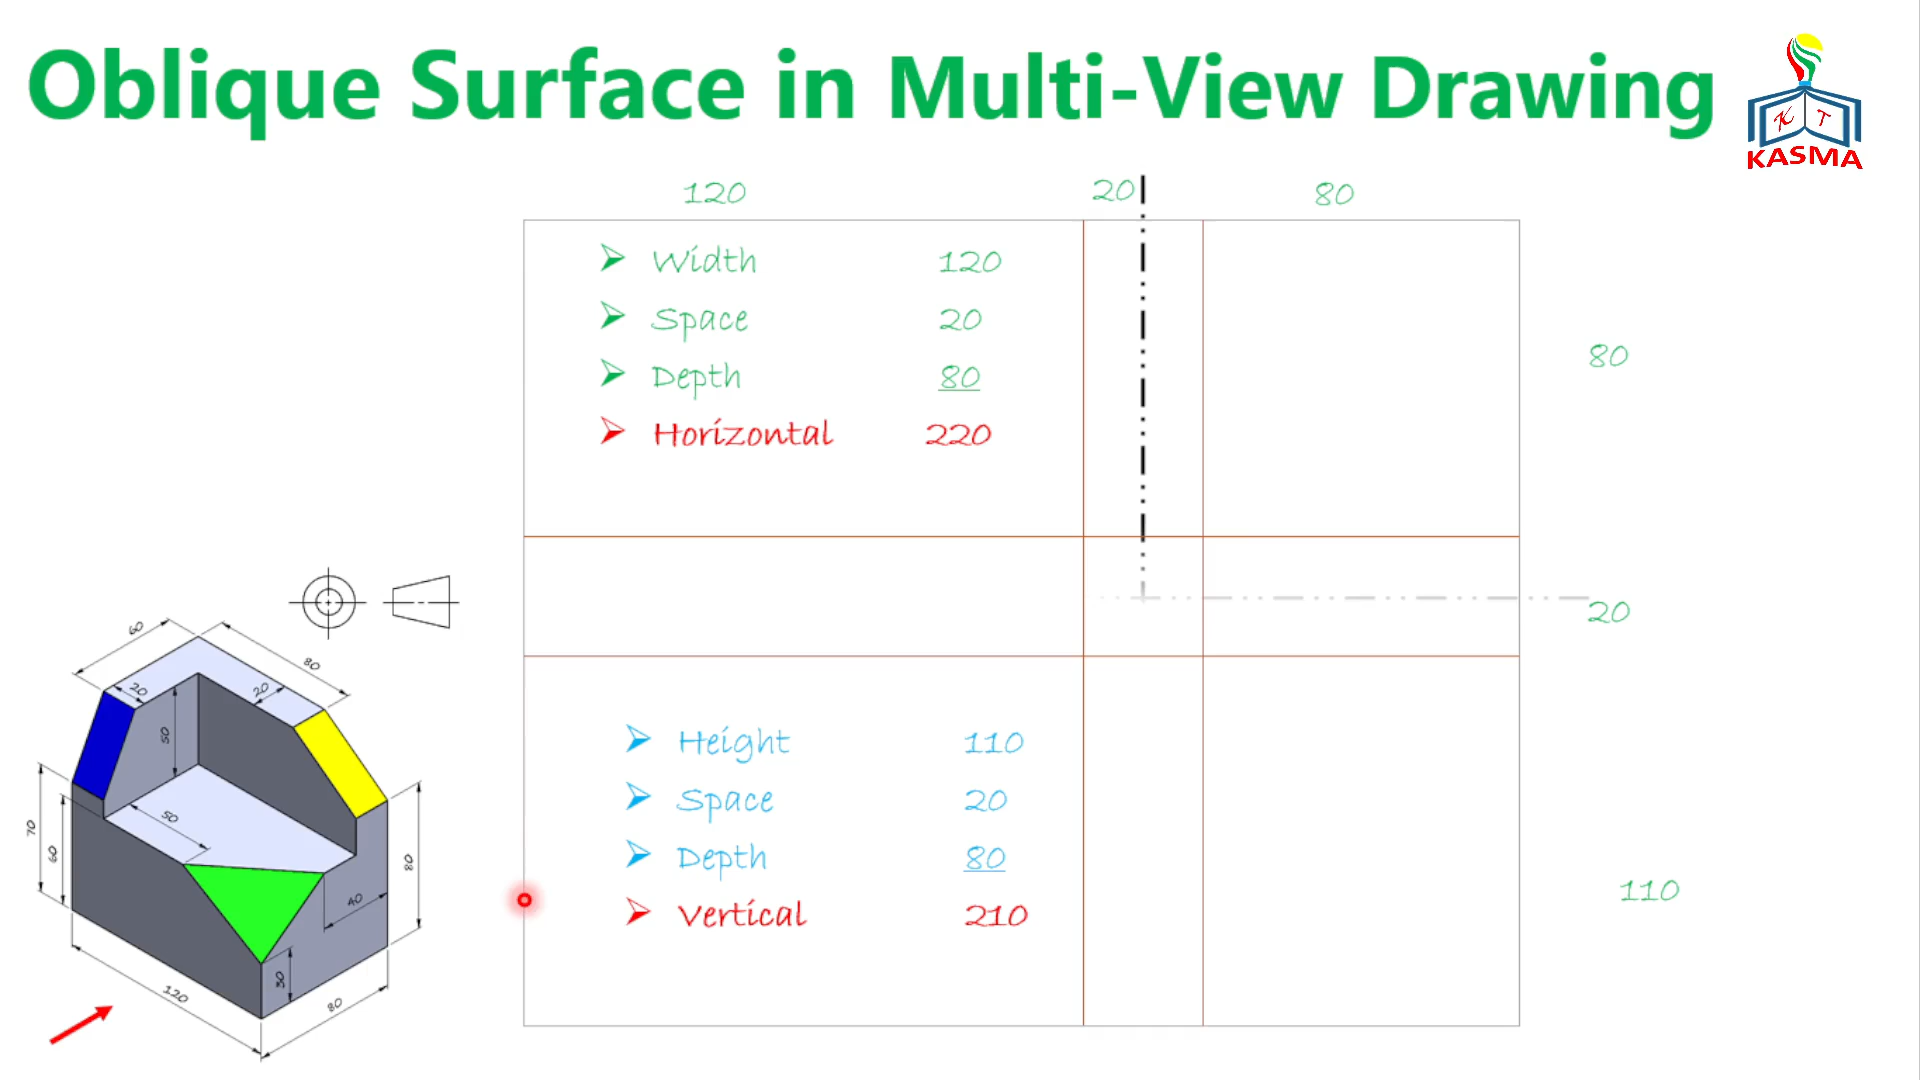 Oblique Surface in Multi-View Drawing
K T
KASMA
120 20 80
Width 120
Space 20
Depth 80
Horizontal 220
80
20
Height 110
Space 20
Depth 80
Vertical 210
110
60
80
20
20
50
50
70
60
80
40
30
120
80